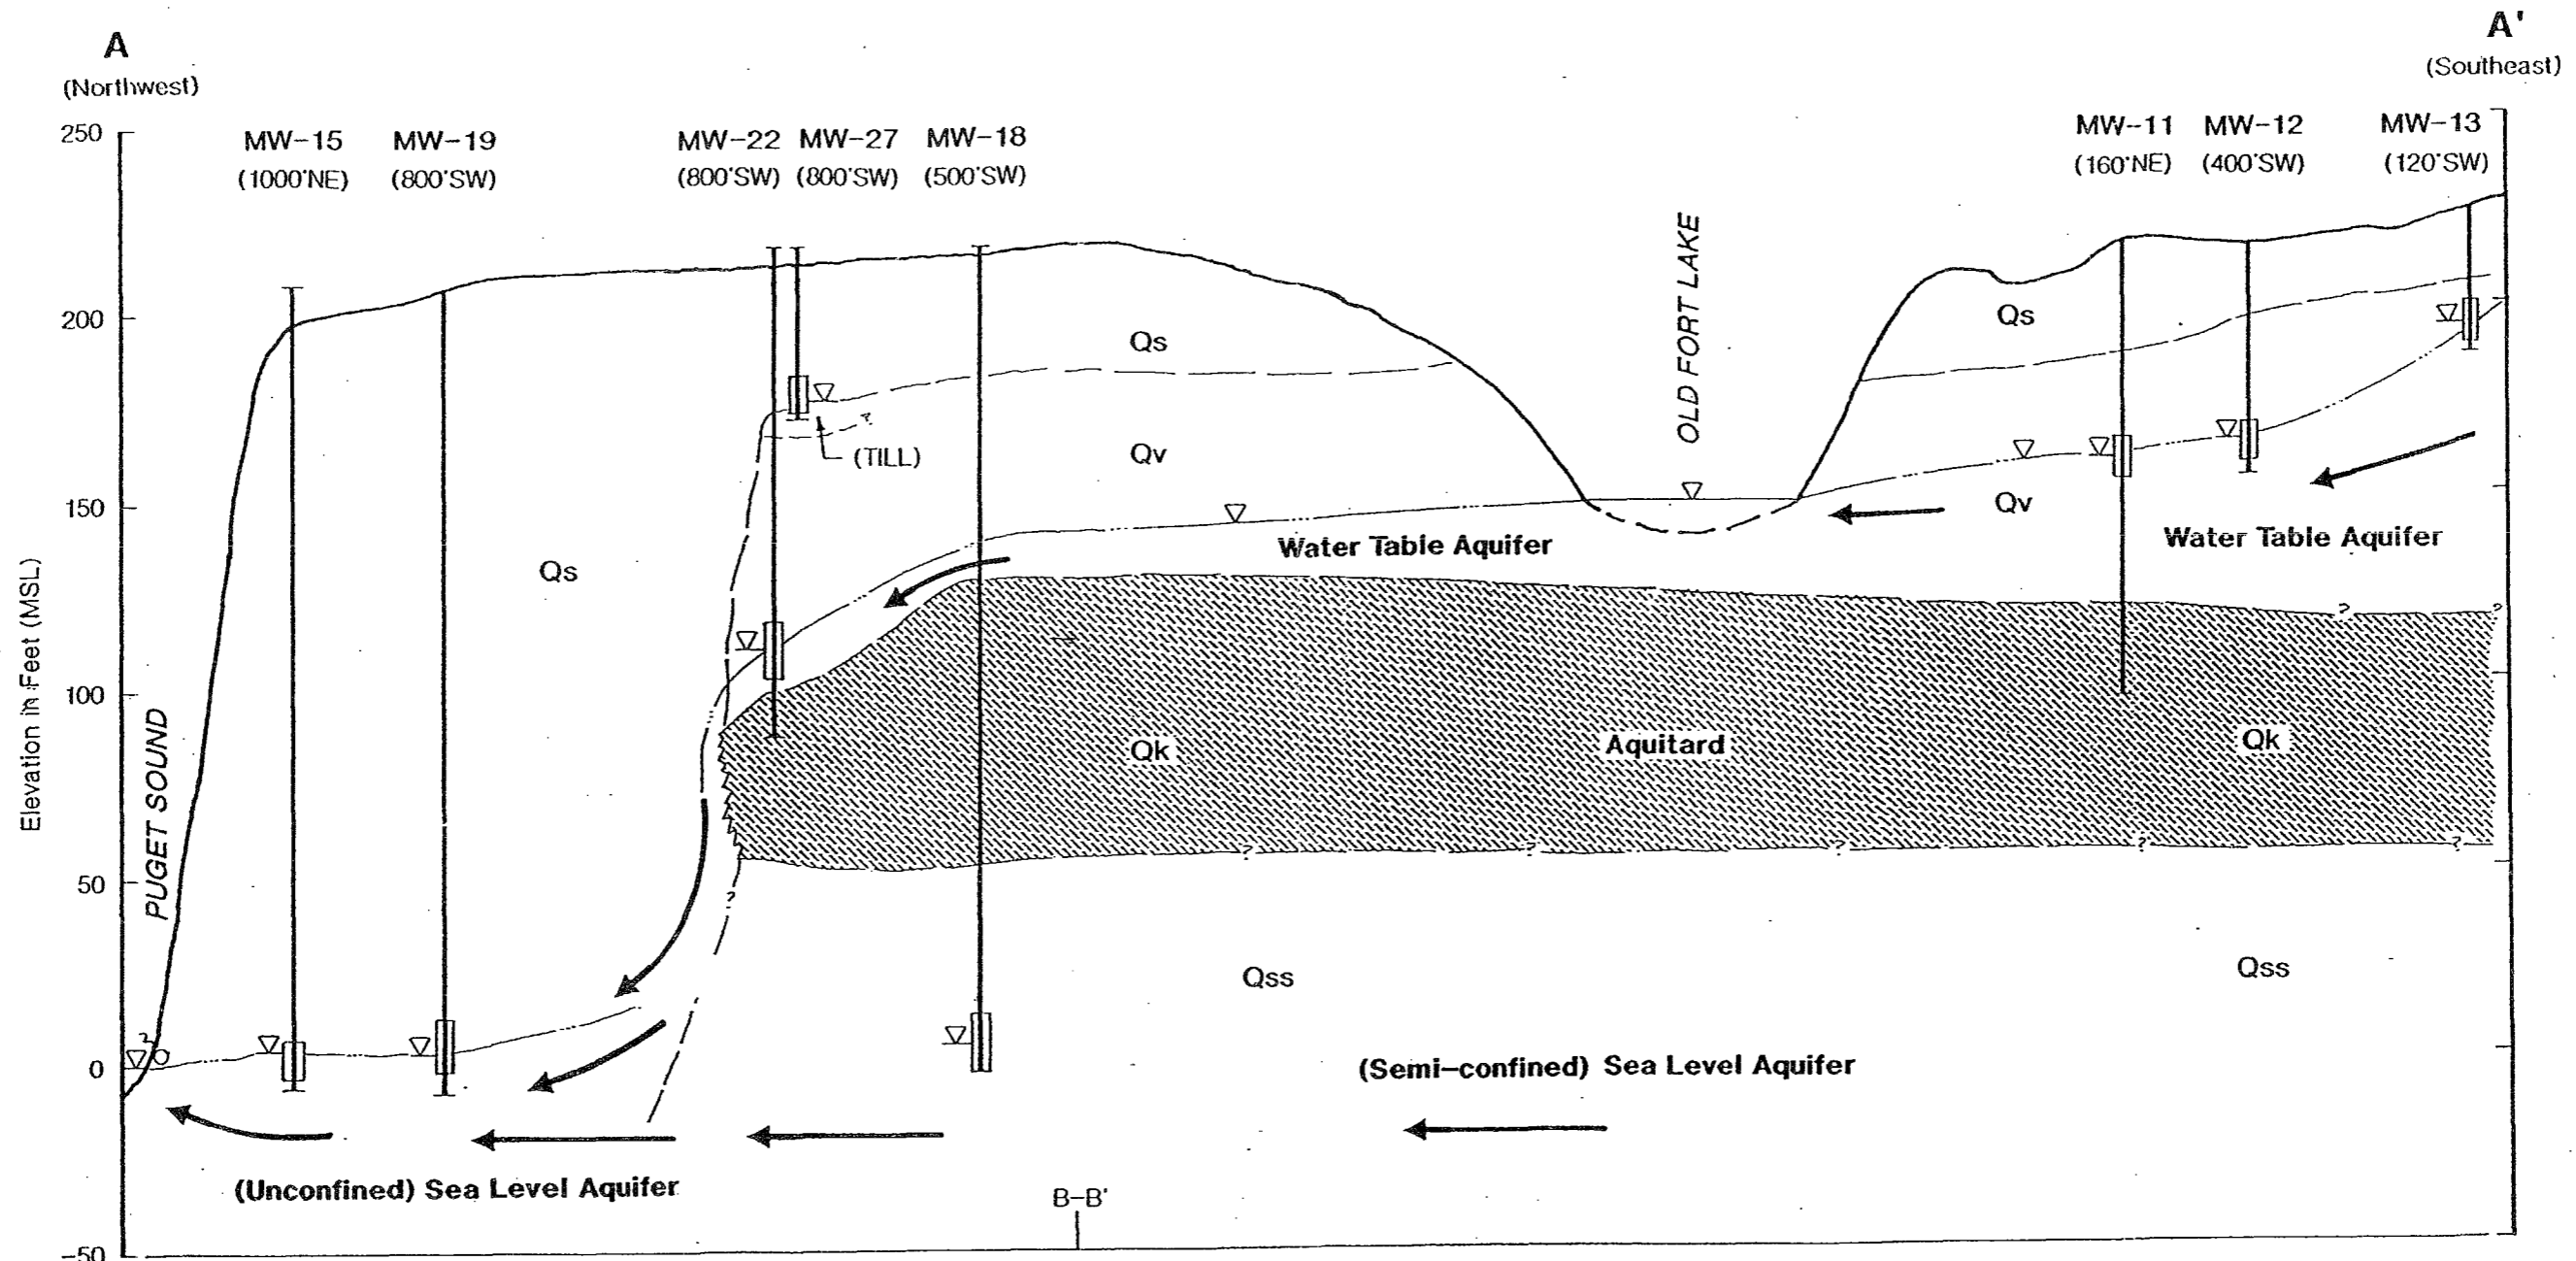 A
(Northwest)
A'
(Southeast)
MW-15
(1000'NE)
MW-19
(800'SW)
MW-22
(800'SW)
MW-27
(800'SW)
MW-18
(500'SW)
MW-11
(160'NE)
MW-12
(400'SW)
MW-13
(120'SW)
250
200
150
100
50
0
-50
Elevation in Feet (MSL)
PUGET SOUND
OLD FORT LAKE
Qs
Qs
Qs
?
(TILL)
Qv
Qv
Water Table Aquifer
Water Table Aquifer
? ?
Qk
Aquitard
Qk
? ? ? ? ?
?
Qss
Qss
?
(Semi-confined) Sea Level Aquifer
(Unconfined) Sea Level Aquifer
B-B'